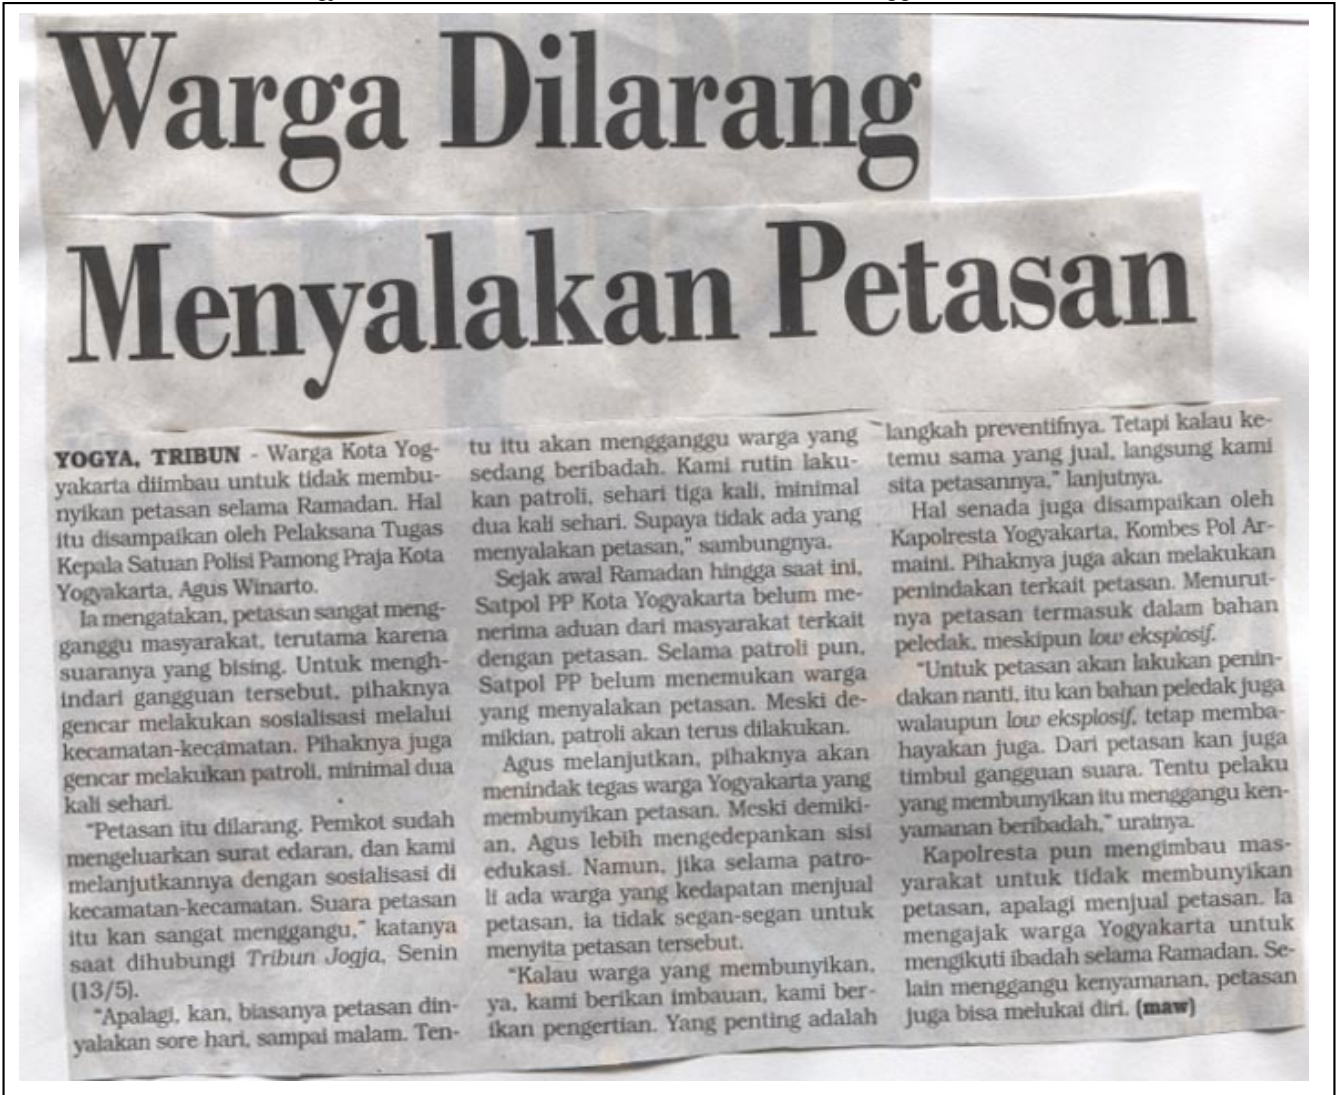 Warga Dilarang
Menyalakan Petasan
YOGYA, TRIBUN - Warga Kota Yog-
yakarta diimbau untuk tidak membu-
nyikan petasan selama Ramadan. Hal
itu disampaikan oleh Pelaksana Tugas
Kepala Satuan Polisi Pamong Praja Kota
Yogyakarta, Agus Winarto.
Ia mengatakan, petasan sangat meng-
ganggu masyarakat, terutama karena
suaranya yang bising. Untuk mengh-
indari gangguan tersebut, pihaknya
gencar melakukan sosialisasi melalui
kecamatan-kecamatan. Pihaknya juga
gencar melakukan patroli, minimal dua
kali sehari.
"Petasan itu dilarang. Pemkot sudah
mengeluarkan surat edaran, dan kami
melanjutkannya dengan sosialisasi di
kecamatan-kecamatan. Suara petasan
itu kan sangat menggangu," katanya
saat dihubungi Tribun Jogja, Senin
(13/5).
"Apalagi, kan, biasanya petasan din-
yalakan sore hari, sampai malam. Ten-
tu itu akan mengganggu warga yang
sedang beribadah. Kami rutin laku-
kan patroli, sehari tiga kali, minimal
dua kali sehari. Supaya tidak ada yang
menyalakan petasan," sambungnya.
Sejak awal Ramadan hingga saat ini,
Satpol PP Kota Yogyakarta belum me-
nerima aduan dari masyarakat terkait
dengan petasan. Selama patroli pun,
Satpol PP belum menemukan warga
yang menyalakan petasan. Meski de-
mikian, patroli akan terus dilakukan.
Agus melanjutkan, pihaknya akan
menindak tegas warga Yogyakarta yang
membunyikan petasan. Meski demiki-
an, Agus lebih mengedepankan sisi
edukasi. Namun, jika selama patro-
li ada warga yang kedapatan menjual
petasan, ia tidak segan-segan untuk
menyita petasan tersebut.
"Kalau warga yang membunyikan,
ya, kami berikan imbauan, kami ber-
ikan pengertian. Yang penting adalah
langkah preventifnya. Tetapi kalau ke-
temu sama yang jual, langsung kami
sita petasannya," lanjutnya.
Hal senada juga disampaikan oleh
Kapolresta Yogyakarta, Kombes Pol Ar-
maini. Pihaknya juga akan melakukan
penindakan terkait petasan. Menurut-
nya petasan termasuk dalam bahan
peledak, meskipun low eksplosif.
"Untuk petasan akan lakukan penin-
dakan nanti, itu kan bahan peledak juga
walaupun low eksplosif, tetap memba-
hayakan juga. Dari petasan kan juga
timbul gangguan suara. Tentu pelaku
yang membunyikan itu menggangu ken-
yamanan beribadah," urainya.
Kapolresta pun mengimbau mas-
yarakat untuk tidak membunyikan
petasan, apalagi menjual petasan. Ia
mengajak warga Yogyakarta untuk
mengikuti ibadah selama Ramadan. Se-
lain menggangu kenyamanan, petasan
juga bisa melukai diri. (maw)